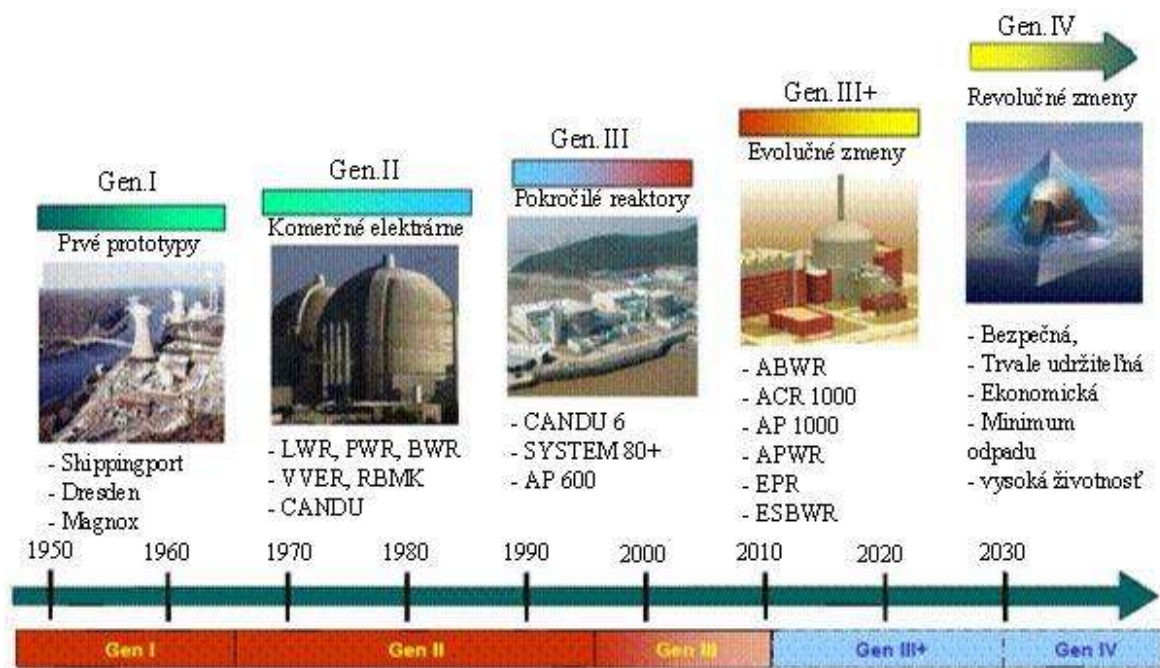 Gen.I
Prvé prototypy
- Shippingport
- Dresden
- Magnox
Gen.II
Komerčné elektrárne
- LWR, PWR, BWR
- VVER, RBMK
- CANDU
Gen.III
Pokročilé reaktory
- CANDU 6
- SYSTEM 80+
- AP 600
Gen.III+
Evolučné zmeny
- ABWR
- ACR 1000
- AP 1000
- APWR
- EPR
- ESBWR
Gen.IV
Revolučné zmeny
- Bezpečná,
- Trvale udržiteľná
- Ekonomická
- Minimum
odpadu
- vysoká životnosť
1950 1960 1970 1980 1990 2000 2010 2020 2030
Gen I Gen II Gen III Gen III+ Gen IV